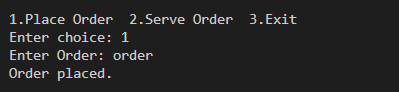 1.Place Order  2.Serve Order  3.Exit
Enter choice: 1
Enter Order: order
Order placed.